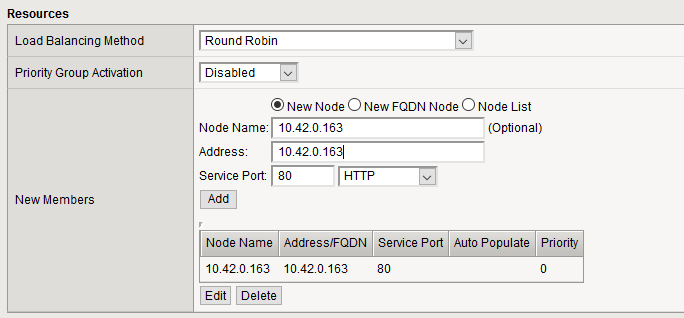 Resources
Load Balancing Method Round Robin
Priority Group Activation Disabled
New Node New FQDN Node Node List
Node Name: 10.42.0.163 (Optional)
Address: 10.42.0.163
Service Port: 80 HTTP
New Members
Add
Node Name Address/FQDN Service Port Auto Populate Priority
10.42.0.163 10.42.0.163 80 0
Edit Delete